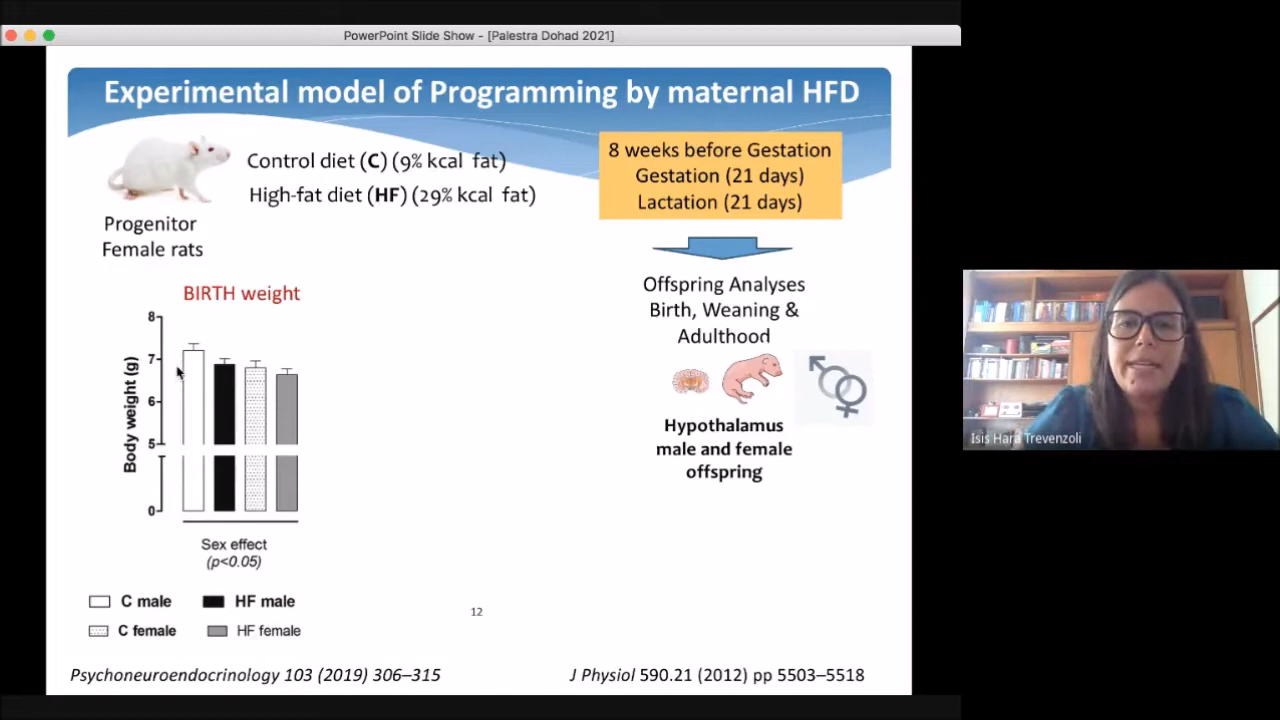 PowerPoint Slide Show - [Palestra Dohad 2021]
Experimental model of Programming by maternal HFD
Control diet (C) (9% kcal fat)
High-fat diet (HF) (29% kcal fat)
Progenitor
Female rats
8 weeks before Gestation
Gestation (21 days)
Lactation (21 days)
Offspring Analyses
Birth, Weaning &
Adulthood
Hypothalamus
male and female
offspring
BIRTH weight
Body weight (g)
8
7
6
5
0
Sex effect
(p<0.05)
C male
HF male
C female
HF female
12
Psychoneuroendocrinology 103 (2019) 306–315
J Physiol 590.21 (2012) pp 5503–5518
Isis Hara Trevenzoli